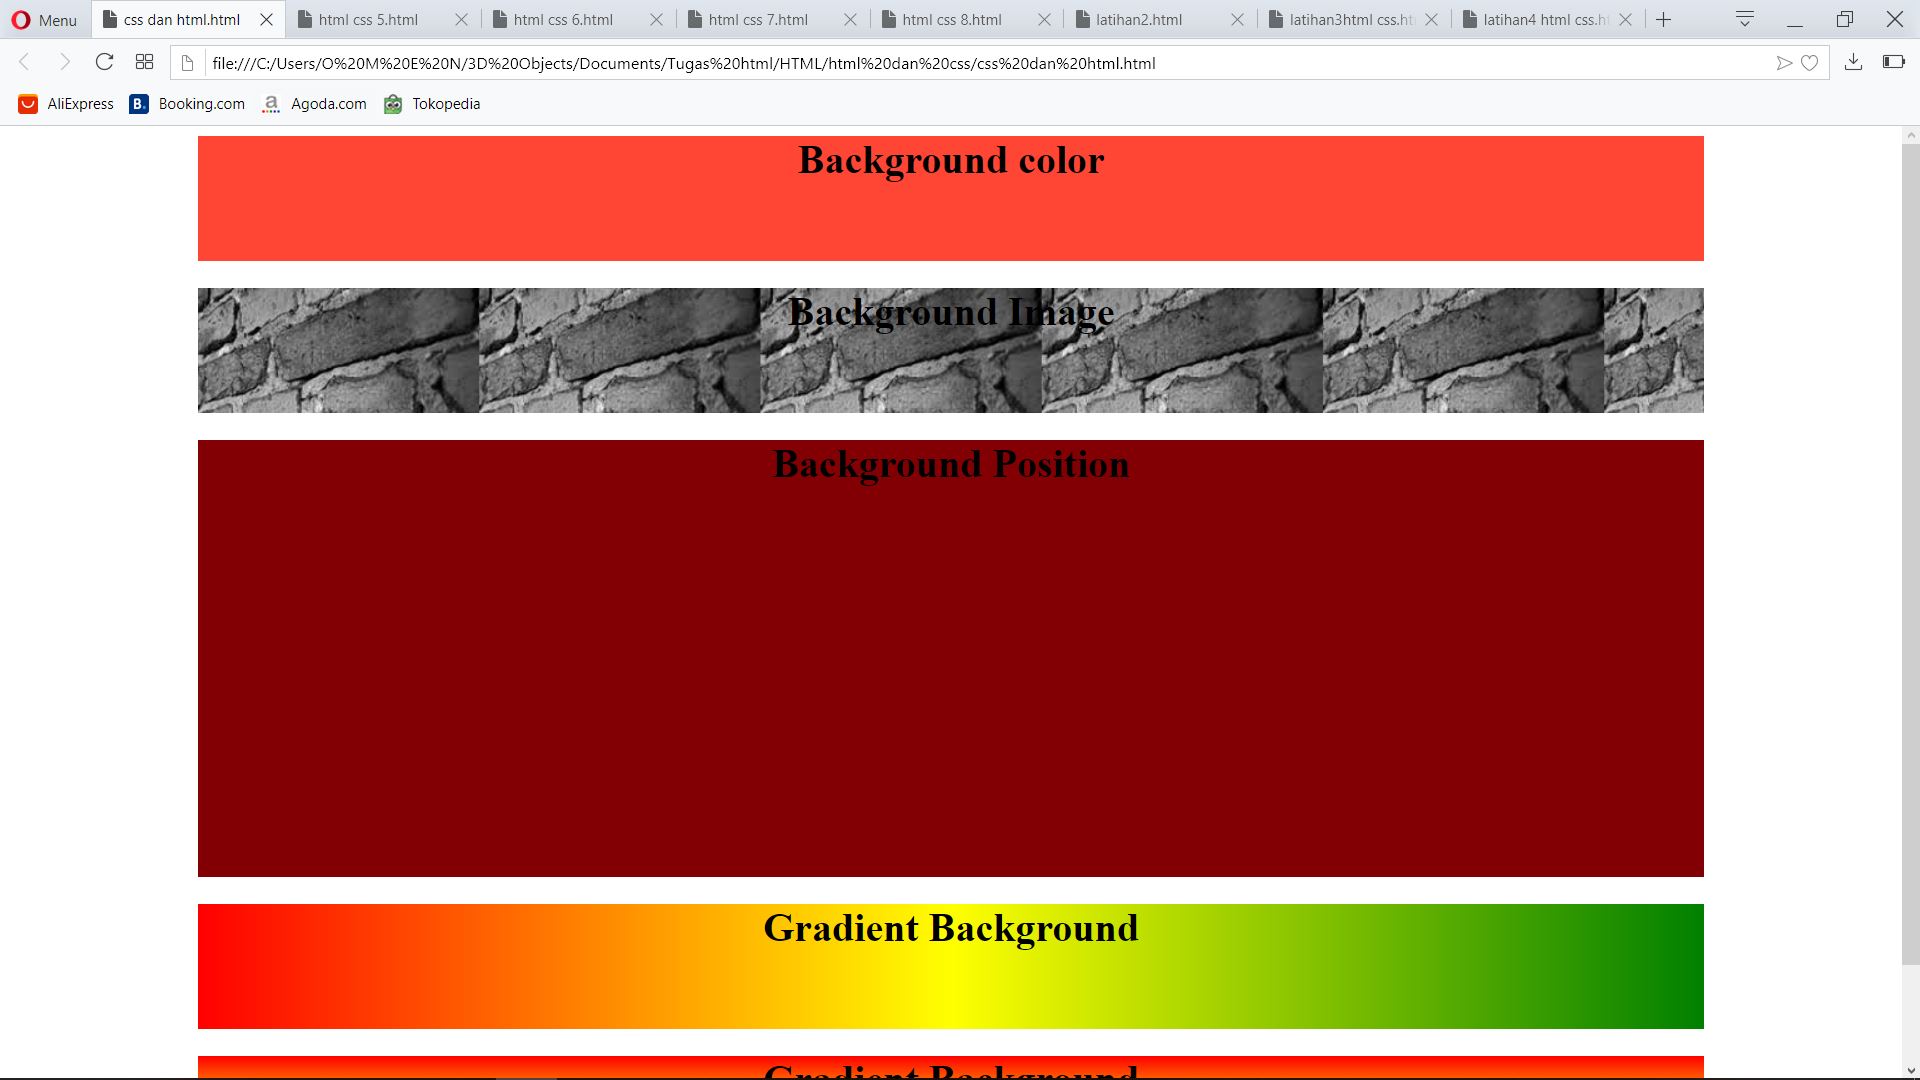 Menu
css dan html.html
html css 5.html
html css 6.html
html css 7.html
html css 8.html
latihan2.html
latihan3html css.ht
latihan4 html css.h
file:///C:/Users/O%20M%20E%20N/3D%20Objects/Documents/Tugas%20html/HTML/html%20dan%20css/css%20dan%20html.html
AliExpress
B. Booking.com
a Agoda.com
Tokopedia
Background color
Background Image
Background Position
Gradient Background
Gradient Background